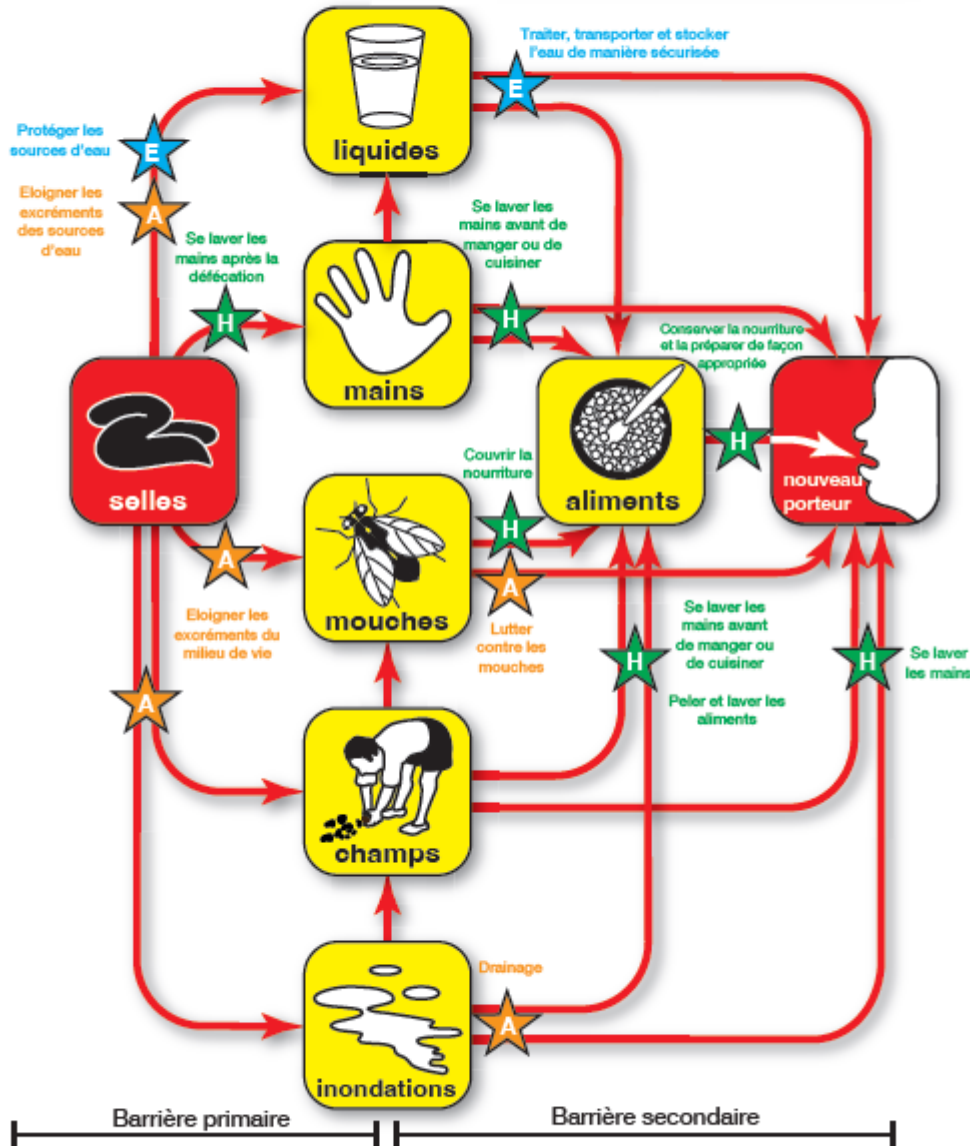 Traiter, transporter et stocker
l'eau de manière sécurisée
E
liquides
Protéger les
sources d'eau
E
Eloigner les
excréments
des sources
d'eau
A
Se laver les
mains après la
défécation
H
Se laver les
mains avant de
manger ou de
cuisiner
H
mains
Conserver la nourriture
et la préparer de façon
appropriée
H
selles
aliments
nouveau
porteur
Couvrir la
nourriture
H
A
Eloigner les
excréments du
milieu de vie
mouches
A
Lutter
contre les
mouches
Se laver les
mains avant
de manger ou
de cuisiner
H
Peler et laver les
aliments
H
Se laver
les mains
A
champs
Drainage
A
inondations
Barrière primaire
Barrière secondaire